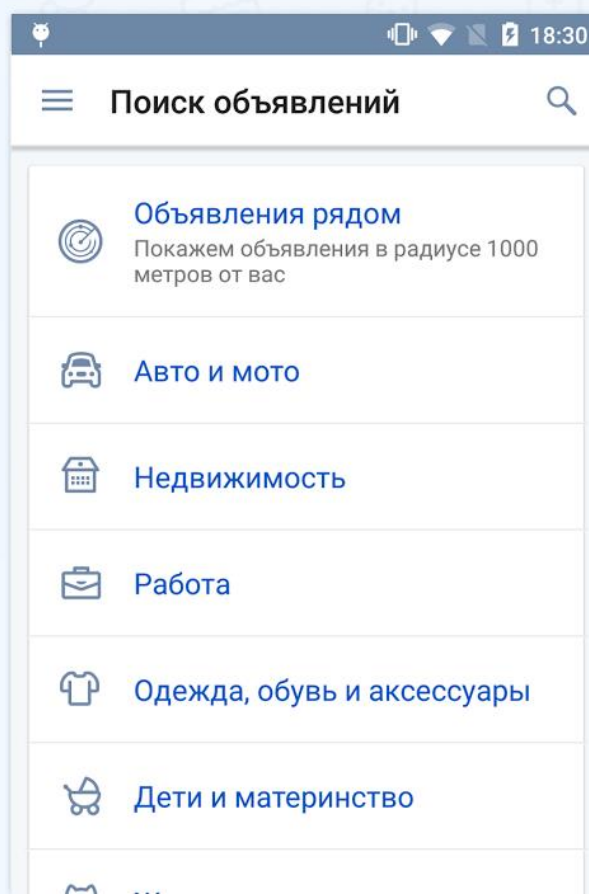 18:30
Поиск объявлений
Объявления рядом
Покажем объявления в радиусе 1000
метров от вас
Авто и мото
Недвижимость
Работа
Одежда, обувь и аксессуары
Дети и материнство